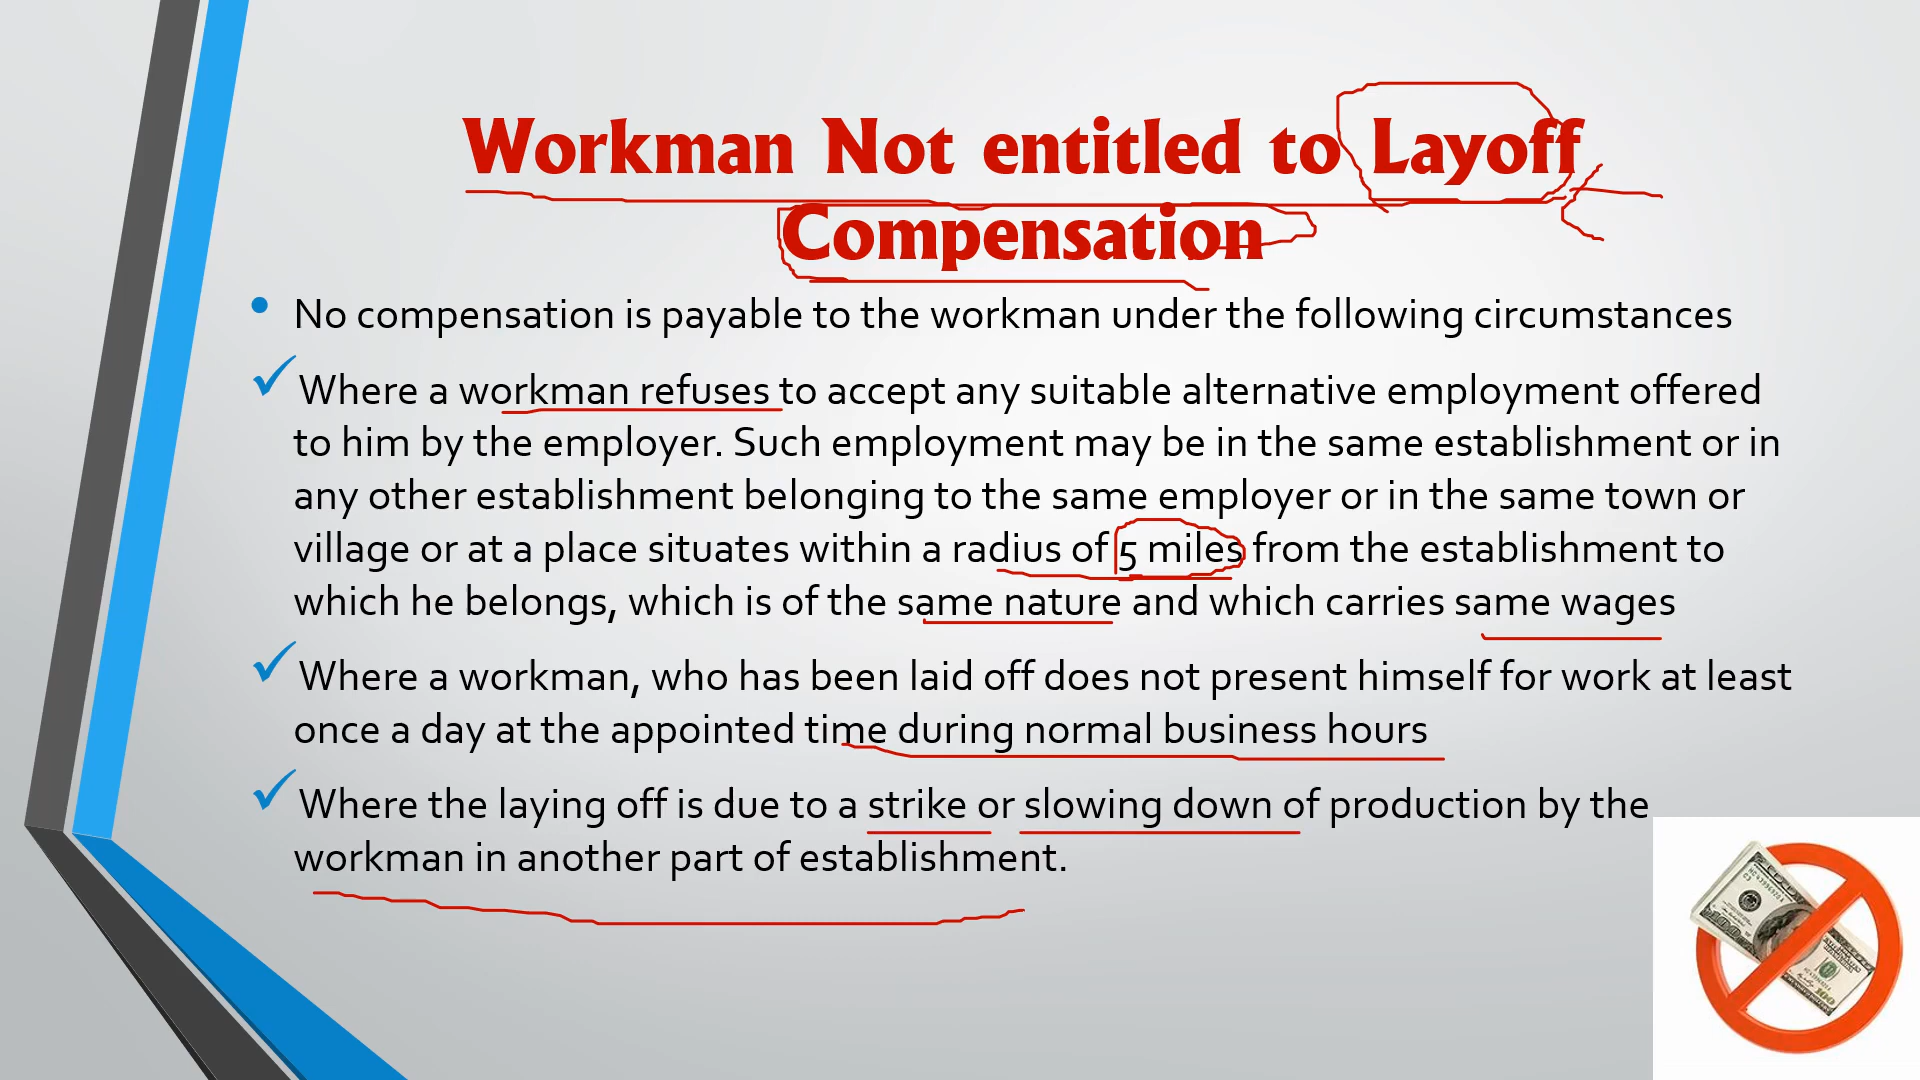 Workman Not entitled to Layoff
Compensation
• No compensation is payable to the workman under the following circumstances
✓ Where a workman refuses to accept any suitable alternative employment offered
to him by the employer. Such employment may be in the same establishment or in
any other establishment belonging to the same employer or in the same town or
village or at a place situates within a radius of 5 miles from the establishment to
which he belongs, which is of the same nature and which carries same wages
✓ Where a workman, who has been laid off does not present himself for work at least
once a day at the appointed time during normal business hours
✓ Where the laying off is due to a strike or slowing down of production by the
workman in another part of establishment.